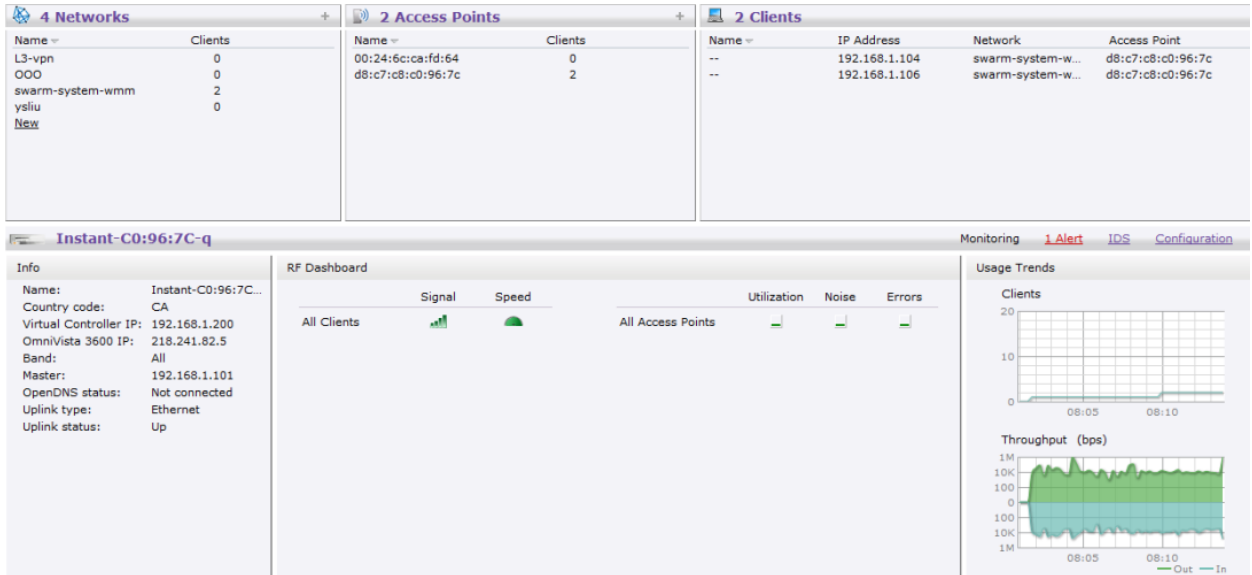 4 Networks +
Name Clients
L3-vpn 0
OOO 0
swarm-system-wmm 2
ysliu 0
New
2 Access Points +
Name Clients
00:24:6c:ca:fd:64 0
d8:c7:c8:c0:96:7c 2
2 Clients
Name IP Address Network Access Point
-- 192.168.1.104 swarm-system-w... d8:c7:c8:c0:96:7c
-- 192.168.1.106 swarm-system-w... d8:c7:c8:c0:96:7c
Instant-C0:96:7C-q Monitoring 1 Alert IDS Configuration
Info
Name: Instant-C0:96:7C...
Country code: CA
Virtual Controller IP: 192.168.1.200
OmniVista 3600 IP: 218.241.82.5
Band: All
Master: 192.168.1.101
OpenDNS status: Not connected
Uplink type: Ethernet
Uplink status: Up
RF Dashboard
Signal Speed
All Clients
Utilization Noise Errors
All Access Points
Usage Trends
Clients
20
10
0
08:05 08:10
Throughput (bps)
1M
10K
100
0
100
10K
1M
08:05 08:10
Out In